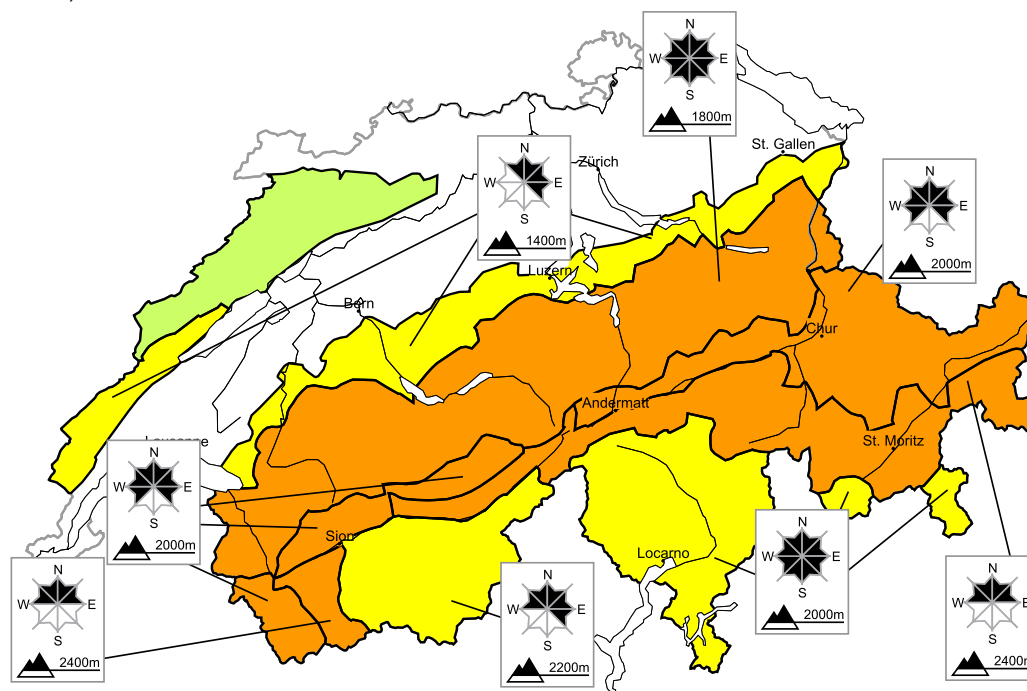 N
W E
S
1800m
St. Gallen
N
W E
S
1400m
Zürich
N
W E
S
2000m
Luzern
Bern
Chur
Andermatt
St. Moritz
N
W E
S
2000m
Sion
Locarno
N
W E
S
2000m
N
W E
S
2400m
N
W E
S
2200m
N
W E
S
2400m